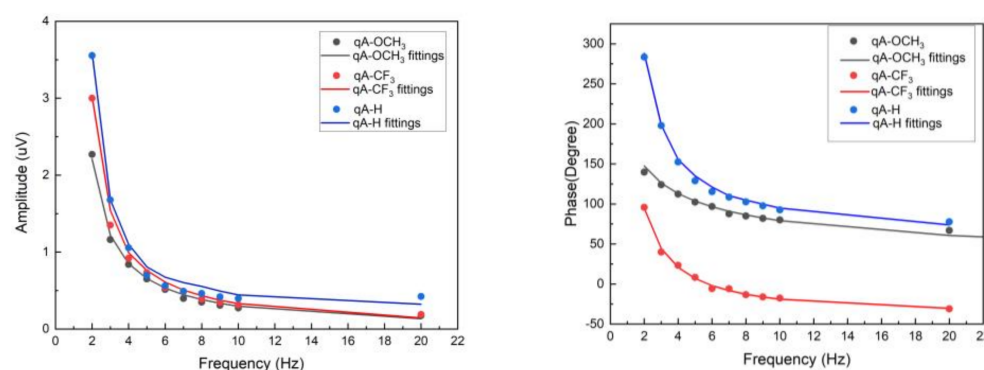 4
3
2
1
0
Amplitude (uV)
qA-OCH₃
qA-OCH₃ fittings
qA-CF₃
qA-CF₃ fittings
qA-H
qA-H fittings
0 2 4 6 8 10 12 14 16 18 20 22
Frequency (Hz)
300
250
200
150
100
50
0
-50
Phase(Degree)
qA-OCH₃
qA-OCH₃ fittings
qA-CF₃
qA-CF₃ fittings
qA-H
qA-H fittings
0 2 4 6 8 10 12 14 16 18 20 22
Frequency (Hz)